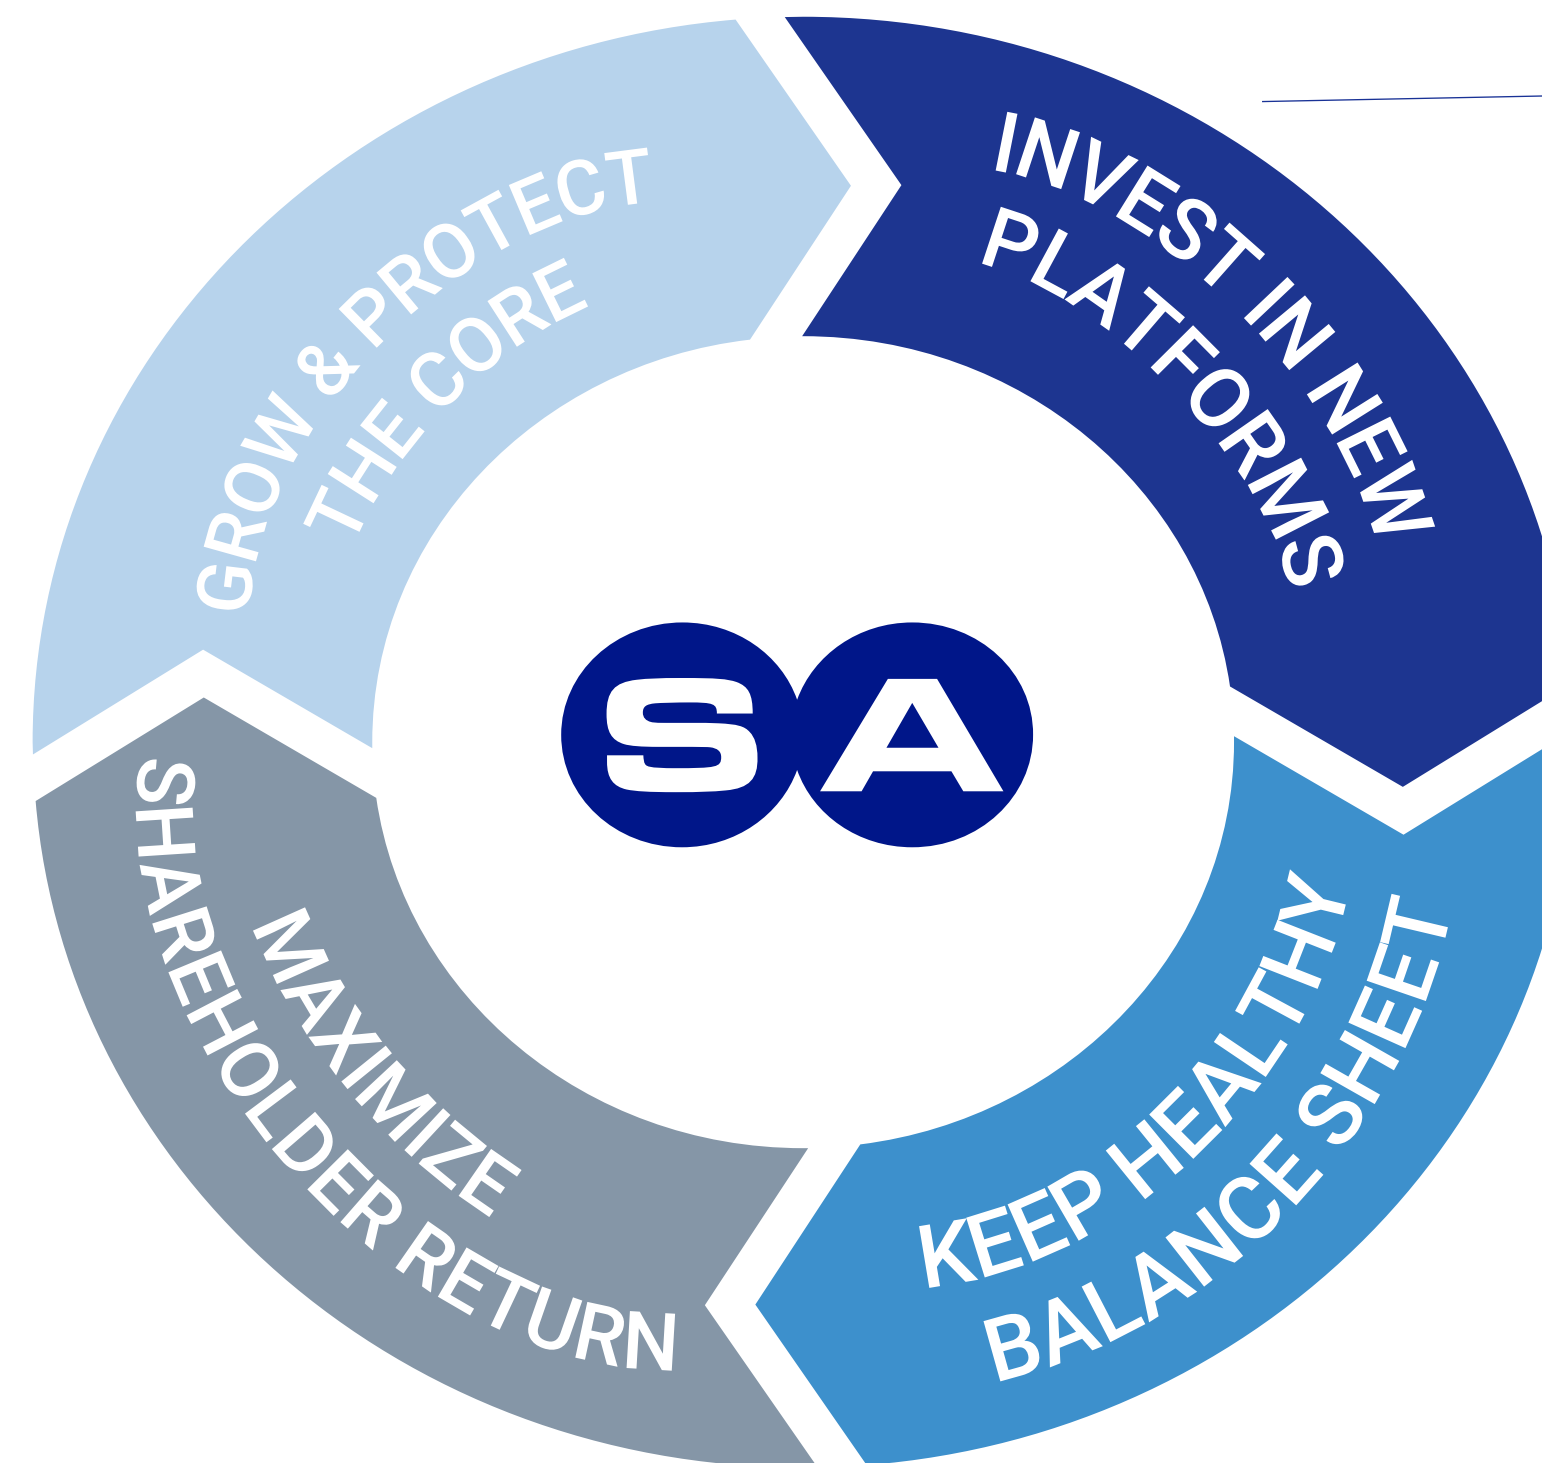 GROW & PROTECT
THE CORE
INVEST IN NEW
PLATFORMS
SA
MAXIMIZE
SHAREHOLDER RETURN
KEEP HEALTHY
BALANCE SHEET